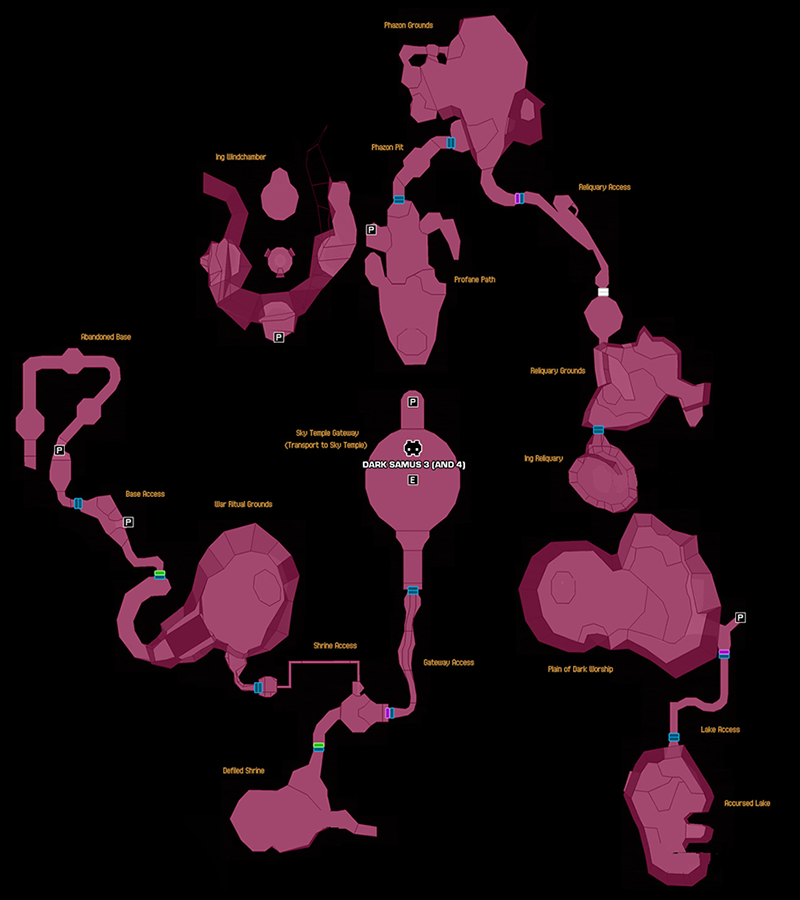 Phazon Grounds
Phazon Pit
Ing Windchamber
Reliquary Access
P
Profane Path
P
Abandoned Base
Reliquary Grounds
P
Sky Temple Gateway
(Transport to Sky Temple)
DARK SAMUS 3 (AND 4)
E
P
Ing Reliquary
Base Access
P
War Ritual Grounds
P
Shrine Access
Gateway Access
Plain of Dark Worship
Lake Access
Defiled Shrine
Accursed Lake